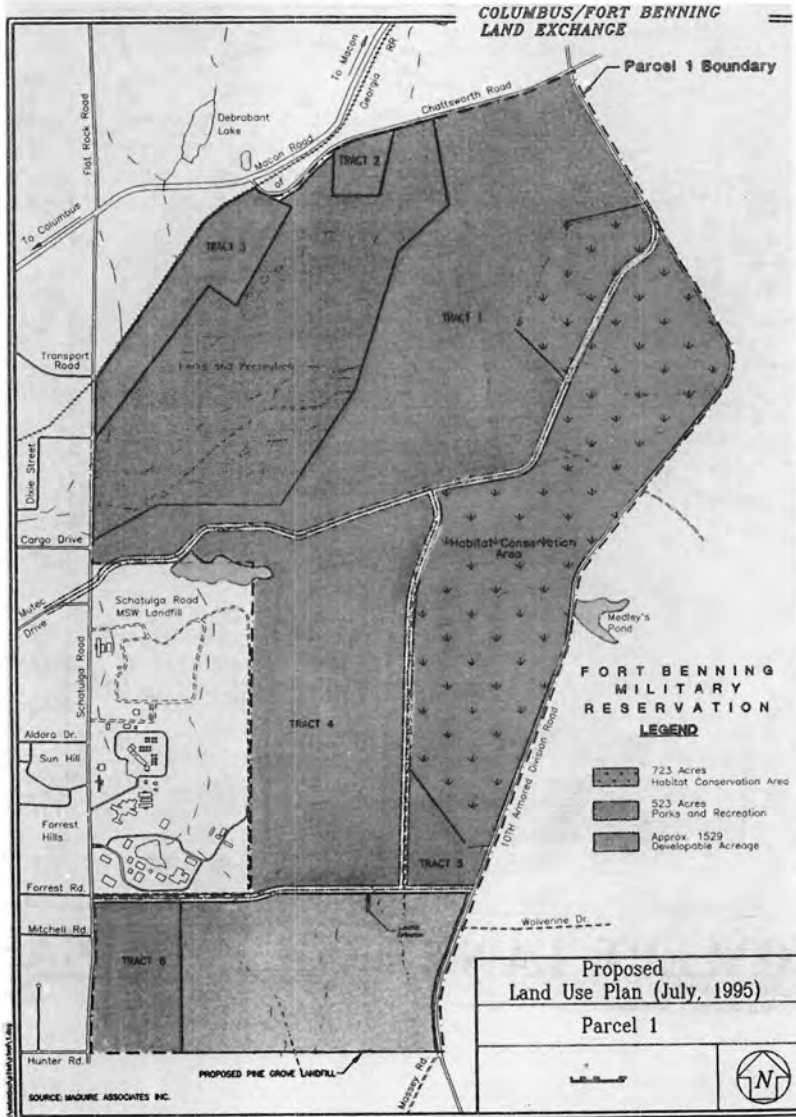 COLUMBUS/FORT BENNING
LAND EXCHANGE
Parcel 1 Boundary
To Macon
Georgia
RR
Chattsworth Road
Flat Rock Road
Debrabant
Lake
Macon Road
of
TRACT 2
To Columbus
TRACT 3
TRACT 1
Parks and Recreation
Transport
Road
Dixie Street
Cargo Drive
Habitat Conservation
Area
Mutec
Drive
Schatulga Road
MSW Landfill
Medley's
Pond
Schatulga Road
FORT BENNING
MILITARY
RESERVATION
LEGEND
TRACT 4
Aldora Dr.
Sun Hill
723 Acres
Habitat Conservation Area
523 Acres
Parks and Recreation
Approx. 1529
Developable Acreage
10TH Armored Division Road
Forrest
Hills
TRACT 5
Forrest Rd.
Mitchell Rd.
Wolverine Dr.
TRACT 6
Proposed
Land Use Plan (July, 1995)
Parcel 1
Hunter Rd.
PROPOSED PINE GROVE LANDFILL
Mossey Rd.
N
SOURCE: MAGUIRE ASSOCIATES INC.